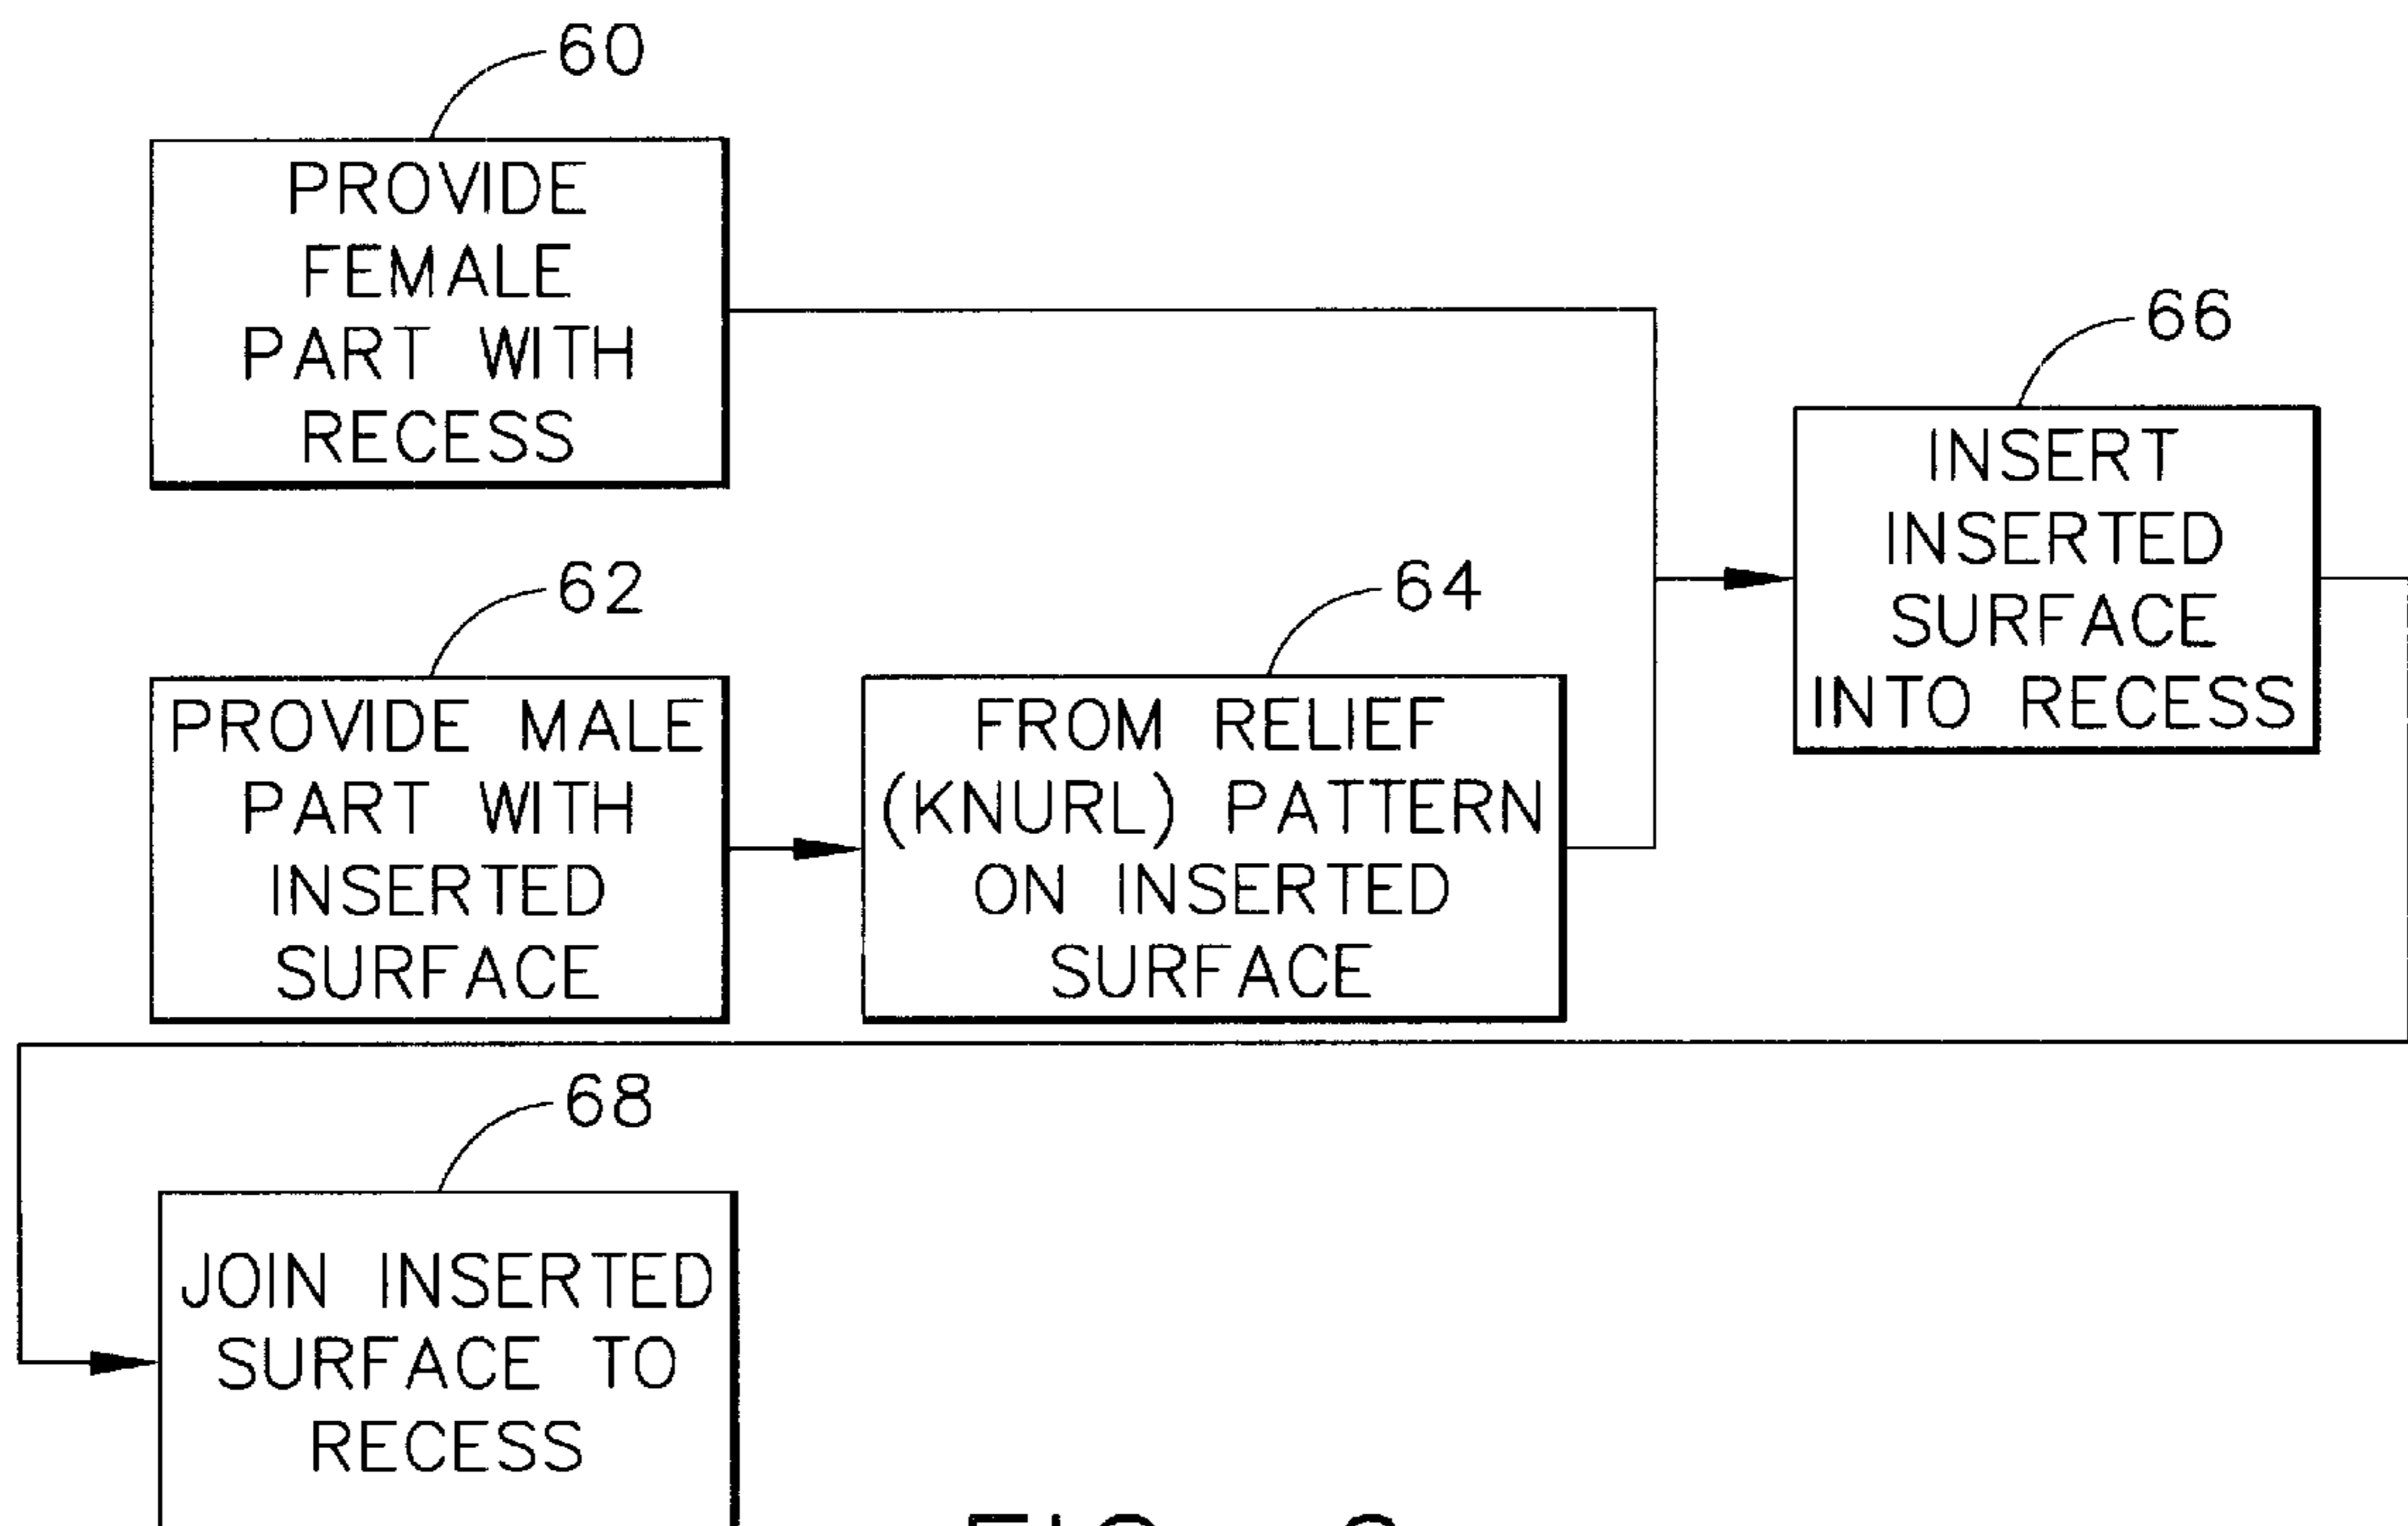 60
PROVIDE
FEMALE
PART WITH
RECESS
66
INSERT
INSERTED
SURFACE
INTO RECESS
62
PROVIDE MALE
PART WITH
INSERTED
SURFACE
64
FROM RELIEF
(KNURL) PATTERN
ON INSERTED
SURFACE
68
JOIN INSERTED
SURFACE TO
RECESS